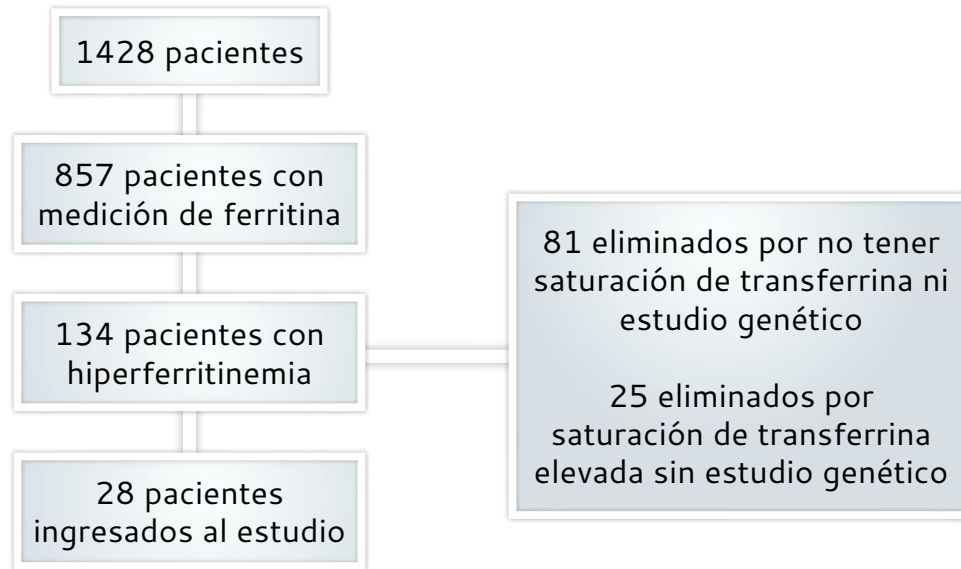 1428 pacientes
857 pacientes con
medición de ferritina
134 pacientes con
hiperferritinemia
81 eliminados por no tener
saturación de transferrina ni
estudio genético
25 eliminados por
saturación de transferrina
elevada sin estudio genético
28 pacientes
ingresados al estudio